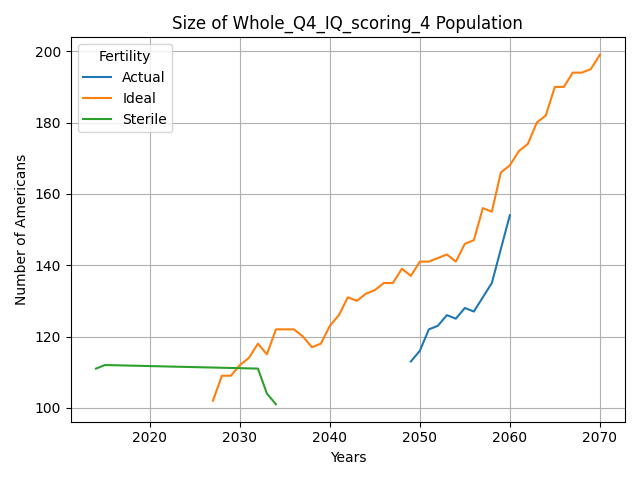 Size of Whole_Q4_IQ_scoring_4 Population
Fertility
Actual
Ideal
Sterile
Number of Americans
200
180
160
140
120
100
2020
2030
2040
2050
2060
2070
Years